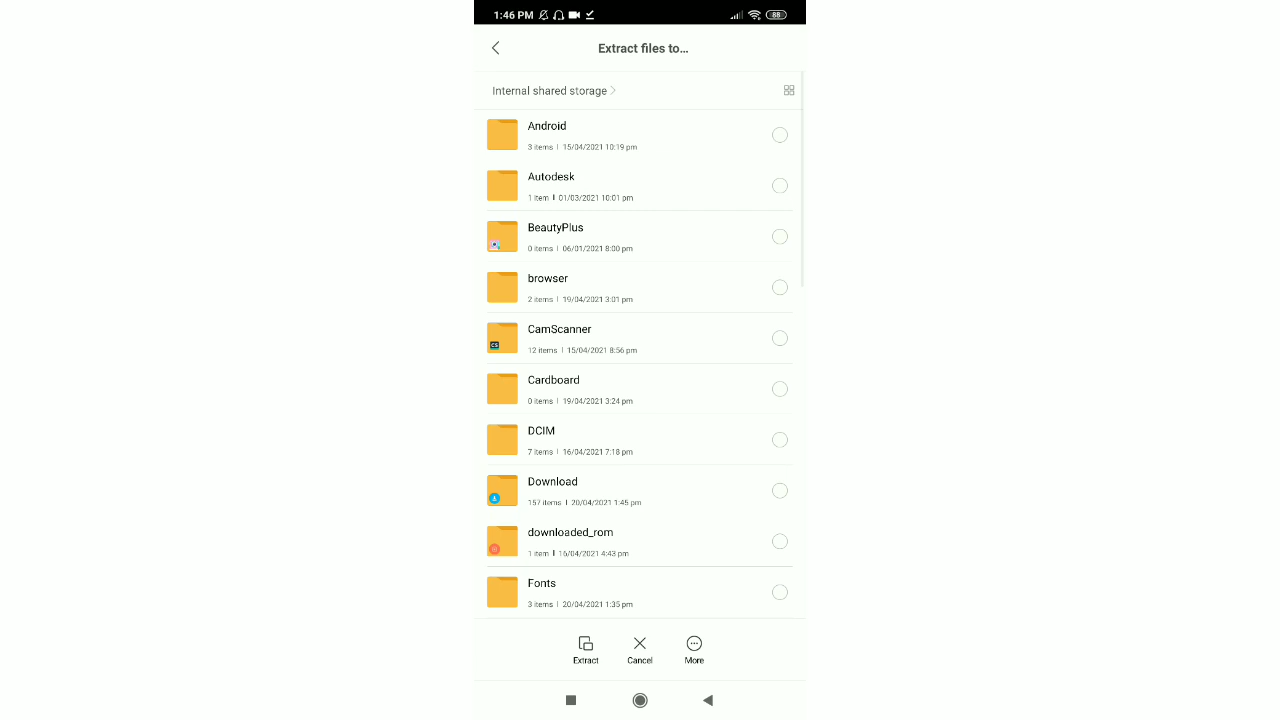 1:46 PM 88
Extract files to...
Internal shared storage
Android
3 items | 15/04/2021 10:19 pm
Autodesk
1 item | 01/03/2021 10:01 pm
BeautyPlus
0 items | 06/01/2021 8:00 pm
browser
2 items | 19/04/2021 3:01 pm
CamScanner
CS
12 items | 15/04/2021 8:56 pm
Cardboard
0 items | 19/04/2021 3:24 pm
DCIM
7 items | 16/04/2021 7:18 pm
Download
157 items | 20/04/2021 1:45 pm
downloaded_rom
1 item | 16/04/2021 4:43 pm
Fonts
3 items | 20/04/2021 1:35 pm
Extract Cancel More